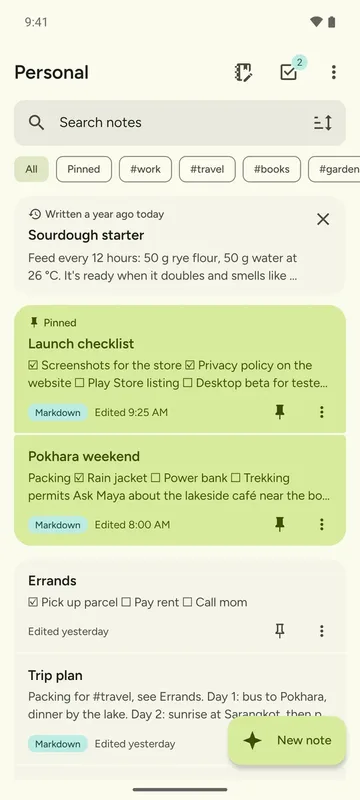 9:41
Personal
2
Search notes
All Pinned #work #travel #books #garden
Written a year ago today
Sourdough starter
Feed every 12 hours: 50 g rye flour, 50 g water at
26 °C. It's ready when it doubles and smells like ...
Pinned
Launch checklist
☑ Screenshots for the store ☑ Privacy policy on the
website ☐ Play Store listing ☐ Desktop beta for teste...
Markdown Edited 9:25 AM
Pokhara weekend
Packing ☑ Rain jacket ☐ Power bank ☐ Trekking
permits Ask Maya about the lakeside café near the bo...
Markdown Edited 8:00 AM
Errands
☑ Pick up parcel ☐ Pay rent ☐ Call mom
Edited yesterday
Trip plan
Packing for #travel, see Errands. Day 1: bus to Pokhara,
dinner by the lake. Day 2: sunrise at Sarangkot, then
Markdown Edited yesterday
New note